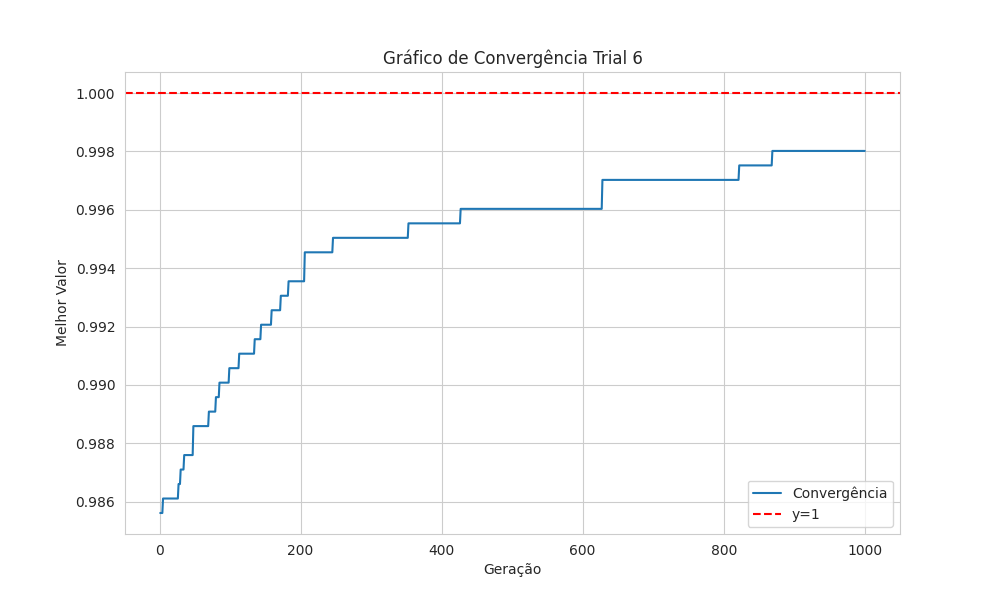 Gráfico de Convergência Trial 6
1.000
0.998
0.996
0.994
0.992
0.990
0.988
0.986
Melhor Valor
0 200 400 600 800 1000
Geração
Convergência
y=1